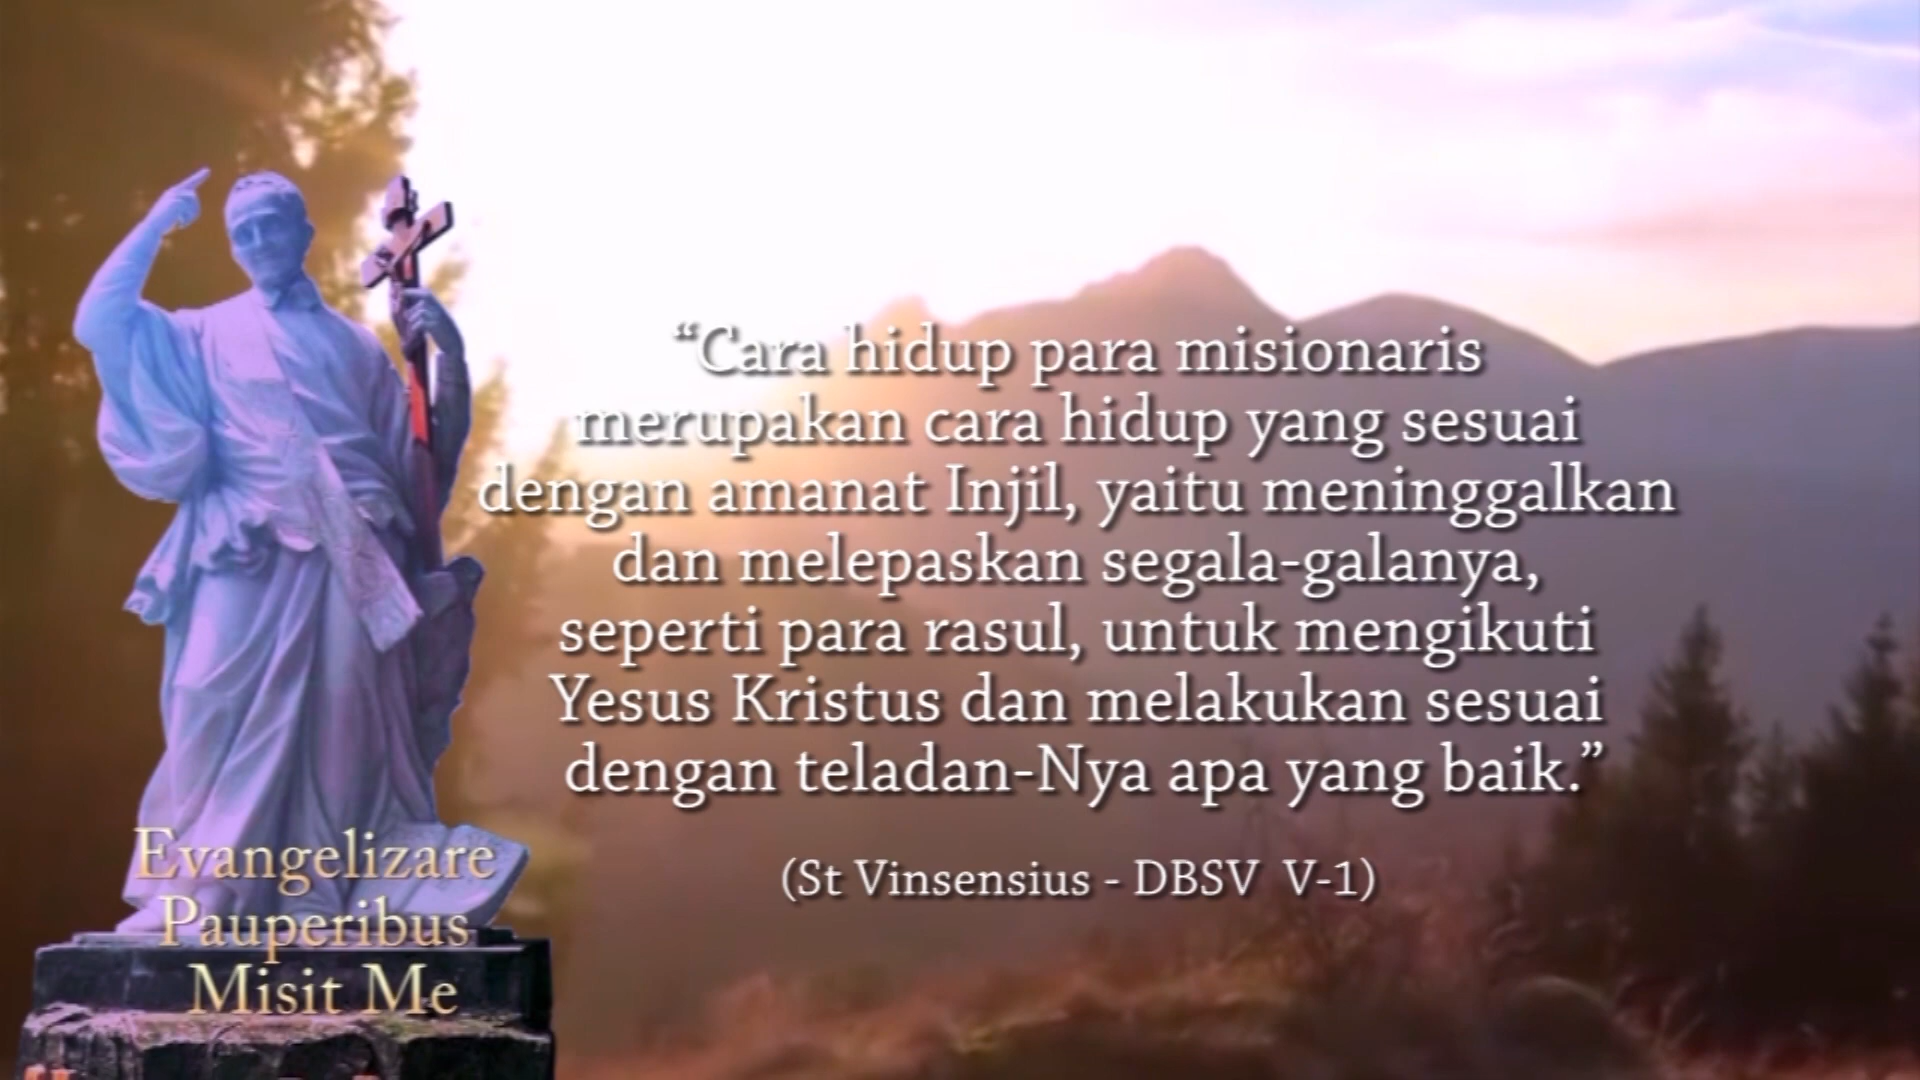 “Cara hidup para misionaris
merupakan cara hidup yang sesuai
dengan amanat Injil, yaitu meninggalkan
dan melepaskan segala-galanya,
seperti para rasul, untuk mengikuti
Yesus Kristus dan melakukan sesuai
dengan teladan-Nya apa yang baik.”
(St Vinsensius - DBSV  V-1)
Evangelizare
Pauperibus
Misit Me